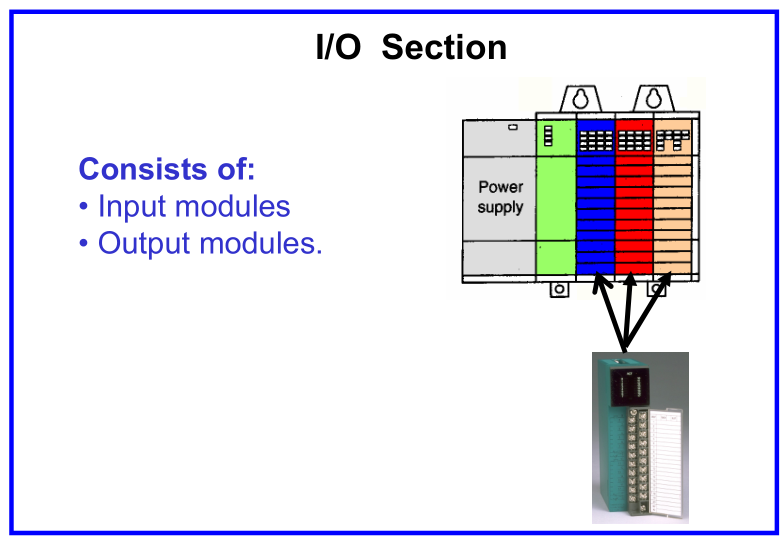 I/O Section
Consists of:
• Input modules
• Output modules.
Power
supply